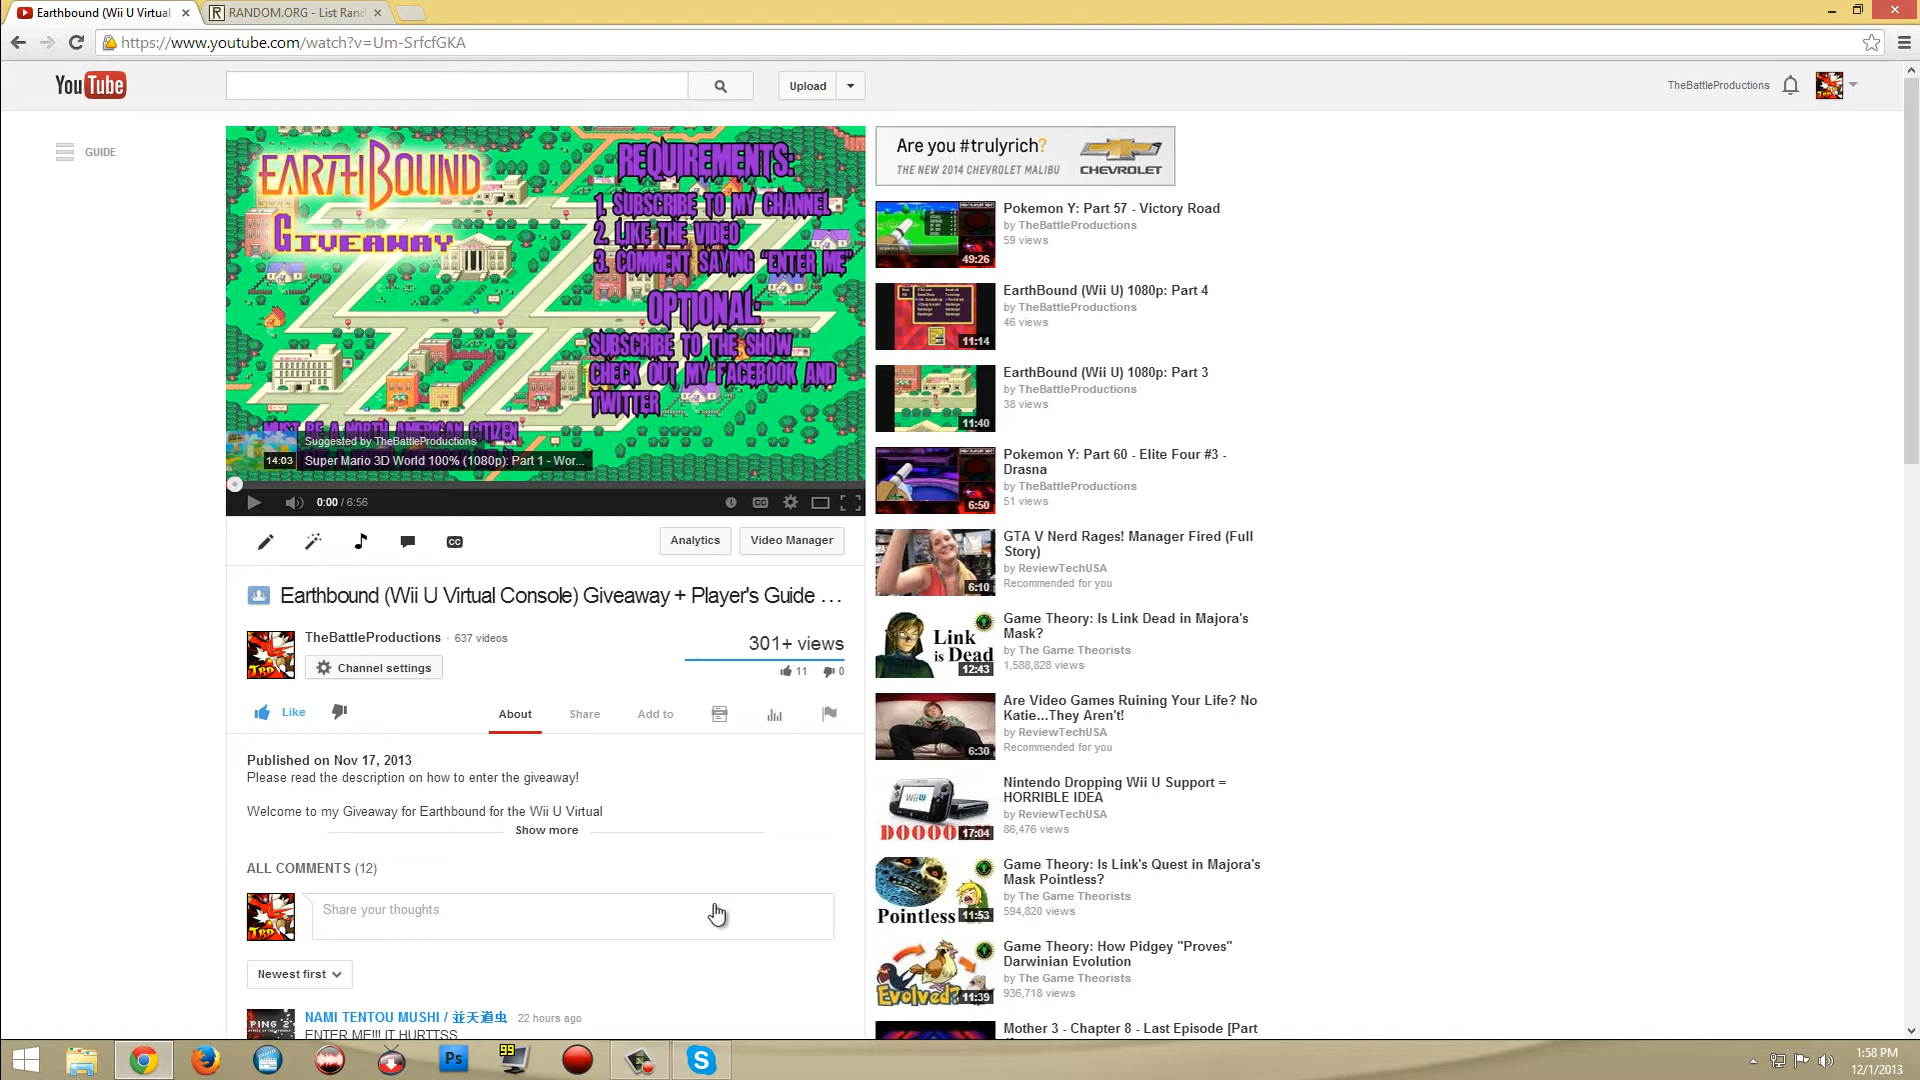 Earthbound (Wii U Virtual
RANDOM.ORG - List Rand
https://www.youtube.com/watch?v=Um-SrfcfGKA
YouTube
Upload
TheBattleProductions
GUIDE
EARTHBOUND
GIVEAWAY
REQUIREMENTS:
1. SUBSCRIBE TO MY CHANNEL
2. LIKE THE VIDEO
3. COMMENT SAYING "ENTER ME"
OPTIONAL:
SUBSCRIBE TO THE SHOW
CHECK OUT MY FACEBOOK AND
TWITTER
MUST BE A NORTH AMERICAN CITIZEN
Suggested by TheBattleProductions
14:03
Super Mario 3D World 100% (1080p): Part 1 - Wor...
0:00 / 6:56
CC
Analytics
Video Manager
Earthbound (Wii U Virtual Console) Giveaway + Player's Guide ...
TheBattleProductions · 637 videos
Channel settings
301+ views
11
0
Like
About
Share
Add to
Published on Nov 17, 2013
Please read the description on how to enter the giveaway!
Welcome to my Giveaway for Earthbound for the Wii U Virtual
Show more
ALL COMMENTS (12)
TBP
Share your thoughts
Newest first
PING 2
NAMI TENTOU MUSHI / 並天道虫 22 hours ago
ENTER ME!!! IT HURTTSS
Are you #trulyrich?
THE NEW 2014 CHEVROLET MALIBU
CHEVROLET
Pokemon Y: Part 57 - Victory Road
by TheBattleProductions
59 views
49:26
EarthBound (Wii U) 1080p: Part 4
by TheBattleProductions
46 views
11:14
EarthBound (Wii U) 1080p: Part 3
by TheBattleProductions
38 views
11:40
Pokemon Y: Part 60 - Elite Four #3 -
Drasna
by TheBattleProductions
51 views
6:50
GTA V Nerd Rages! Manager Fired (Full
Story)
by ReviewTechUSA
Recommended for you
6:10
Game Theory: Is Link Dead in Majora's
Mask?
by The Game Theorists
1,588,828 views
Link
is Dead
12:43
Are Video Games Ruining Your Life? No
Katie...They Aren't!
by ReviewTechUSA
Recommended for you
6:30
Nintendo Dropping Wii U Support =
HORRIBLE IDEA
by ReviewTechUSA
86,476 views
WiiU
DOOOO
17:04
Game Theory: Is Link's Quest in Majora's
Mask Pointless?
by The Game Theorists
594,820 views
Pointless
11:53
Game Theory: How Pidgey "Proves"
Darwinian Evolution
by The Game Theorists
936,718 views
Evolved?
11:39
Mother 3 - Chapter 8 - Last Episode [Part
Ps
99
1:58 PM
12/1/2013